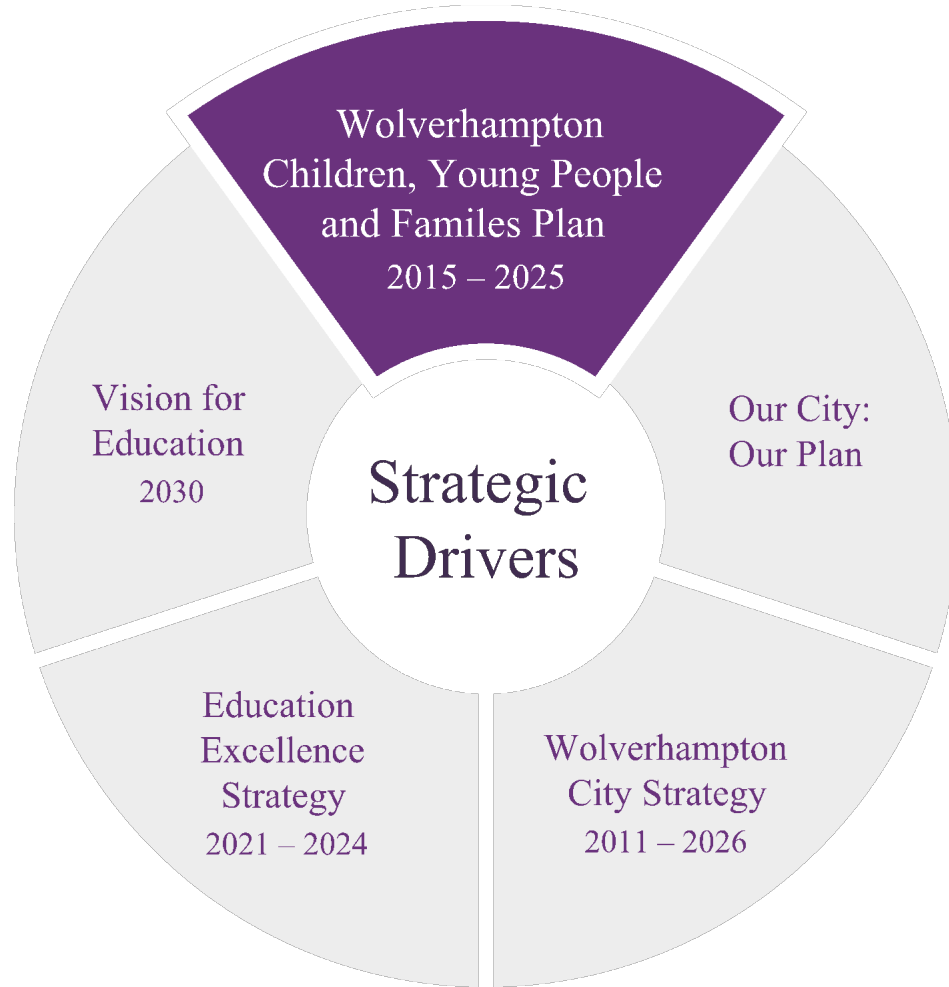 Wolverhampton
Children, Young People
and Familes Plan
2015 – 2025
Our City:
Our Plan
Wolverhampton
City Strategy
2011 – 2026
Education
Excellence
Strategy
2021 – 2024
Vision for
Education
2030
Strategic
Drivers